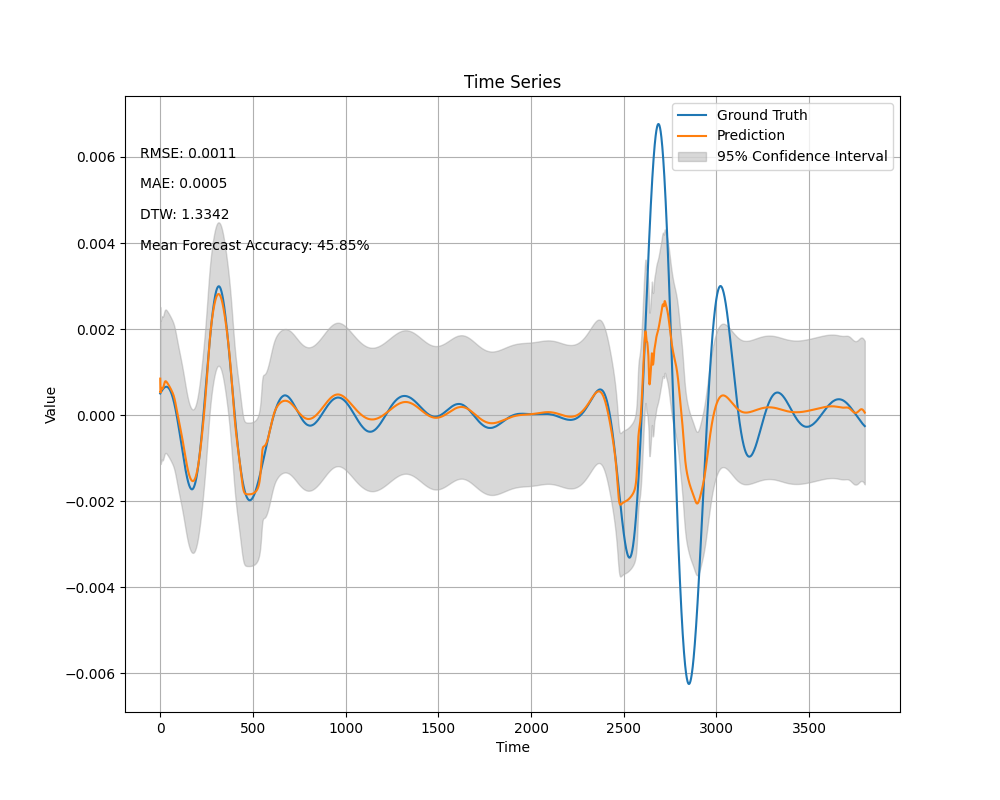 Time Series
Ground Truth
Prediction
95% Confidence Interval
RMSE: 0.0011
MAE: 0.0005
DTW: 1.3342
Mean Forecast Accuracy: 45.85%
Value
0.006
0.004
0.002
0.000
−0.002
−0.004
−0.006
0 500 1000 1500 2000 2500 3000 3500
Time